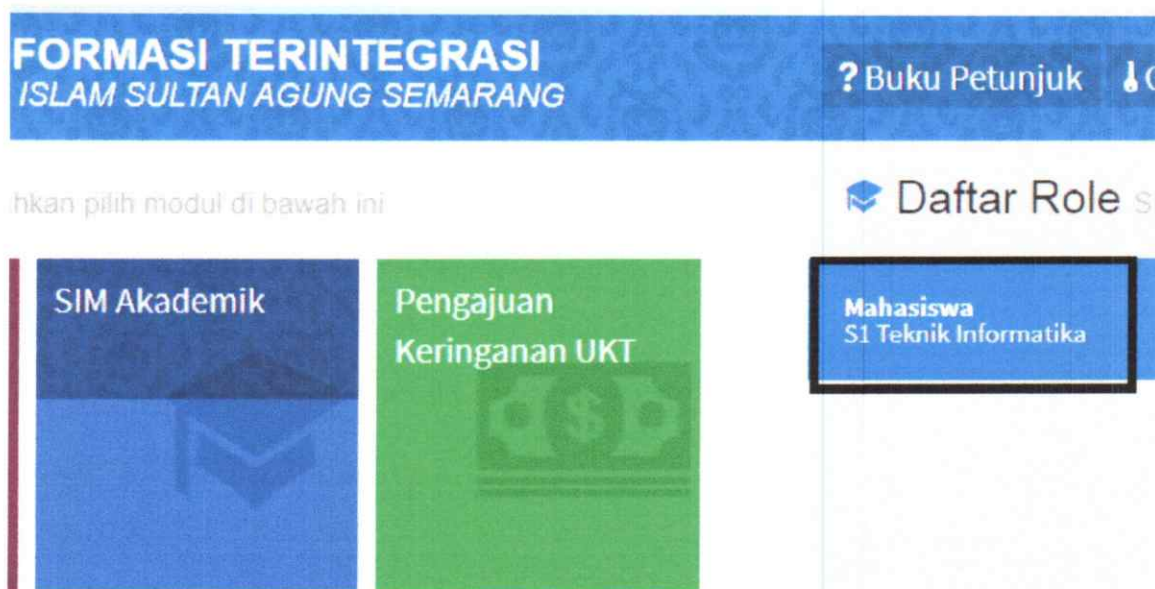 FORMASI TERINTEGRASI
ISLAM SULTAN AGUNG SEMARANG
? Buku Petunjuk
hkan pilih modul di bawah ini
Daftar Role
SIM Akademik
Pengajuan
Keringanan UKT
Mahasiswa
S1 Teknik Informatika